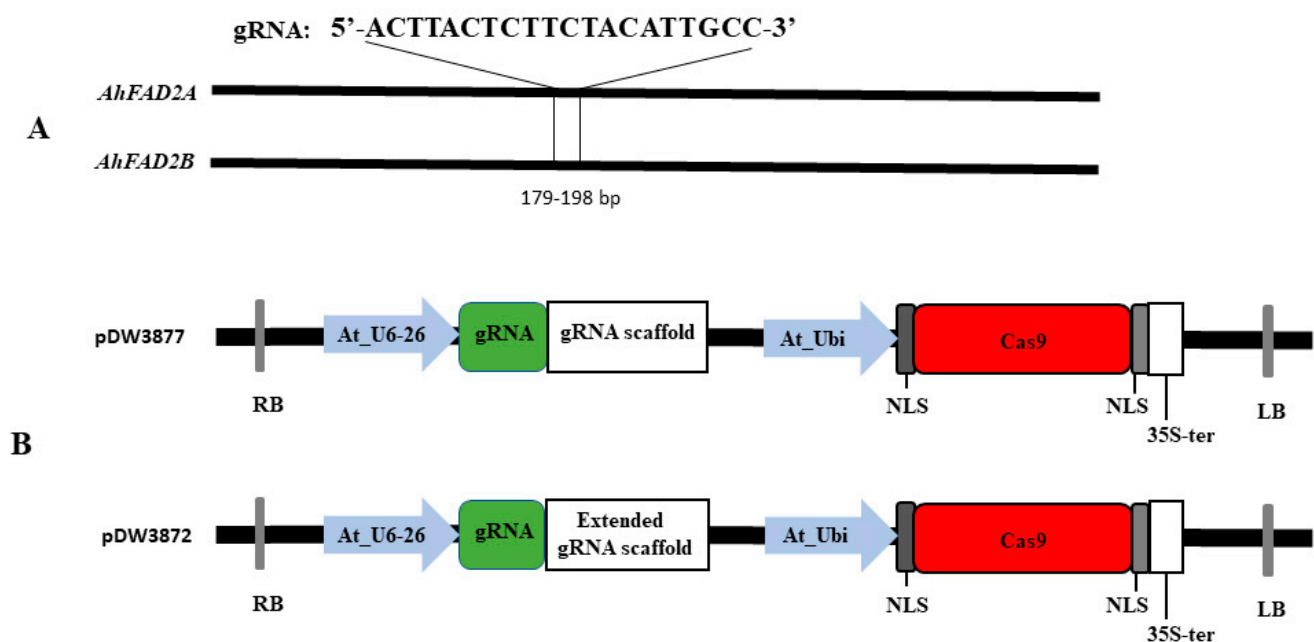 gRNA: 5’-ACTTACTCTTCTACATTGCC-3’
AhFAD2A
A
AhFAD2B
179-198 bp
pDW3877
At_U6-26
gRNA
gRNA scaffold
At_Ubi
Cas9
RB
NLS
NLS
35S-ter
LB
B
pDW3872
At_U6-26
gRNA
Extended
gRNA scaffold
At_Ubi
Cas9
RB
NLS
NLS
35S-ter
LB